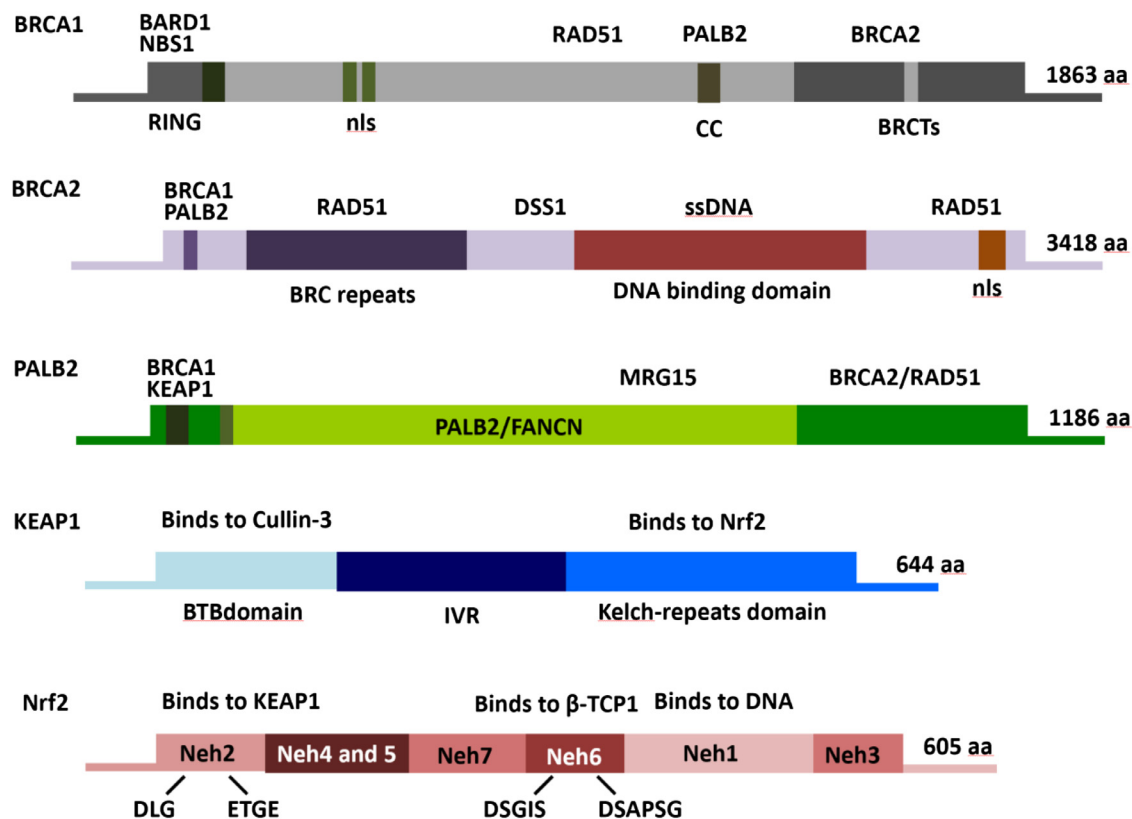 BRCA1
BARD1
NBS1
RAD51
PALB2
BRCA2
1863 aa
RING
nls
CC
BRCTs
BRCA2
BRCA1
PALB2
RAD51
DSS1
ssDNA
RAD51
3418 aa
BRC repeats
DNA binding domain
nls
PALB2
BRCA1
KEAP1
MRG15
BRCA2/RAD51
PALB2/FANCN
1186 aa
KEAP1
Binds to Cullin-3
Binds to Nrf2
644 aa
BTBdomain
IVR
Kelch-repeats domain
Nrf2
Binds to KEAP1
Binds to β-TCP1
Binds to DNA
Neh2
Neh4 and 5
Neh7
Neh6
Neh1
Neh3
605 aa
DLG
ETGE
DSGIS
DSAPSG